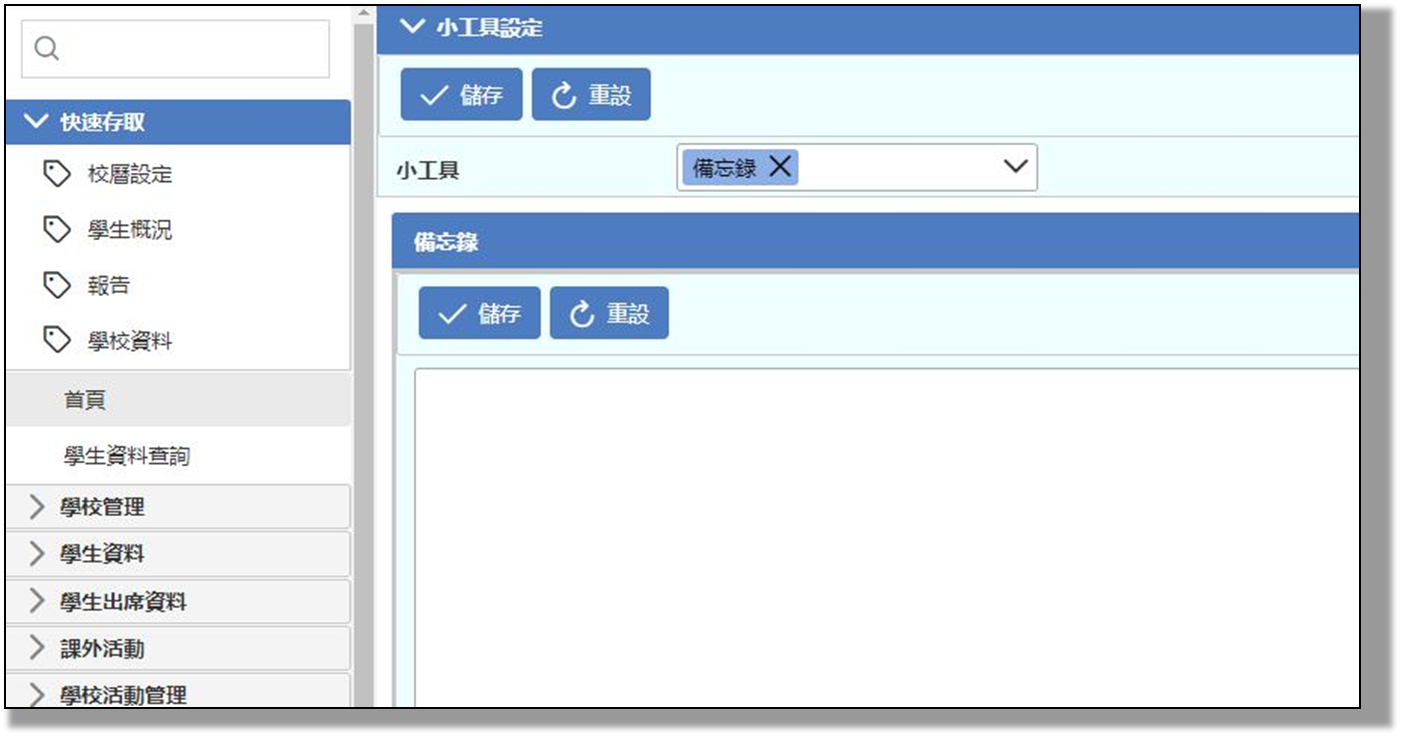 快速存取
校曆設定
學生概況
報告
學校資料
首頁
學生資料查詢
學校管理
學生資料
學生出席資料
課外活動
學校活動管理
小工具設定
儲存 重設
小工具 備忘錄
備忘錄
儲存 重設